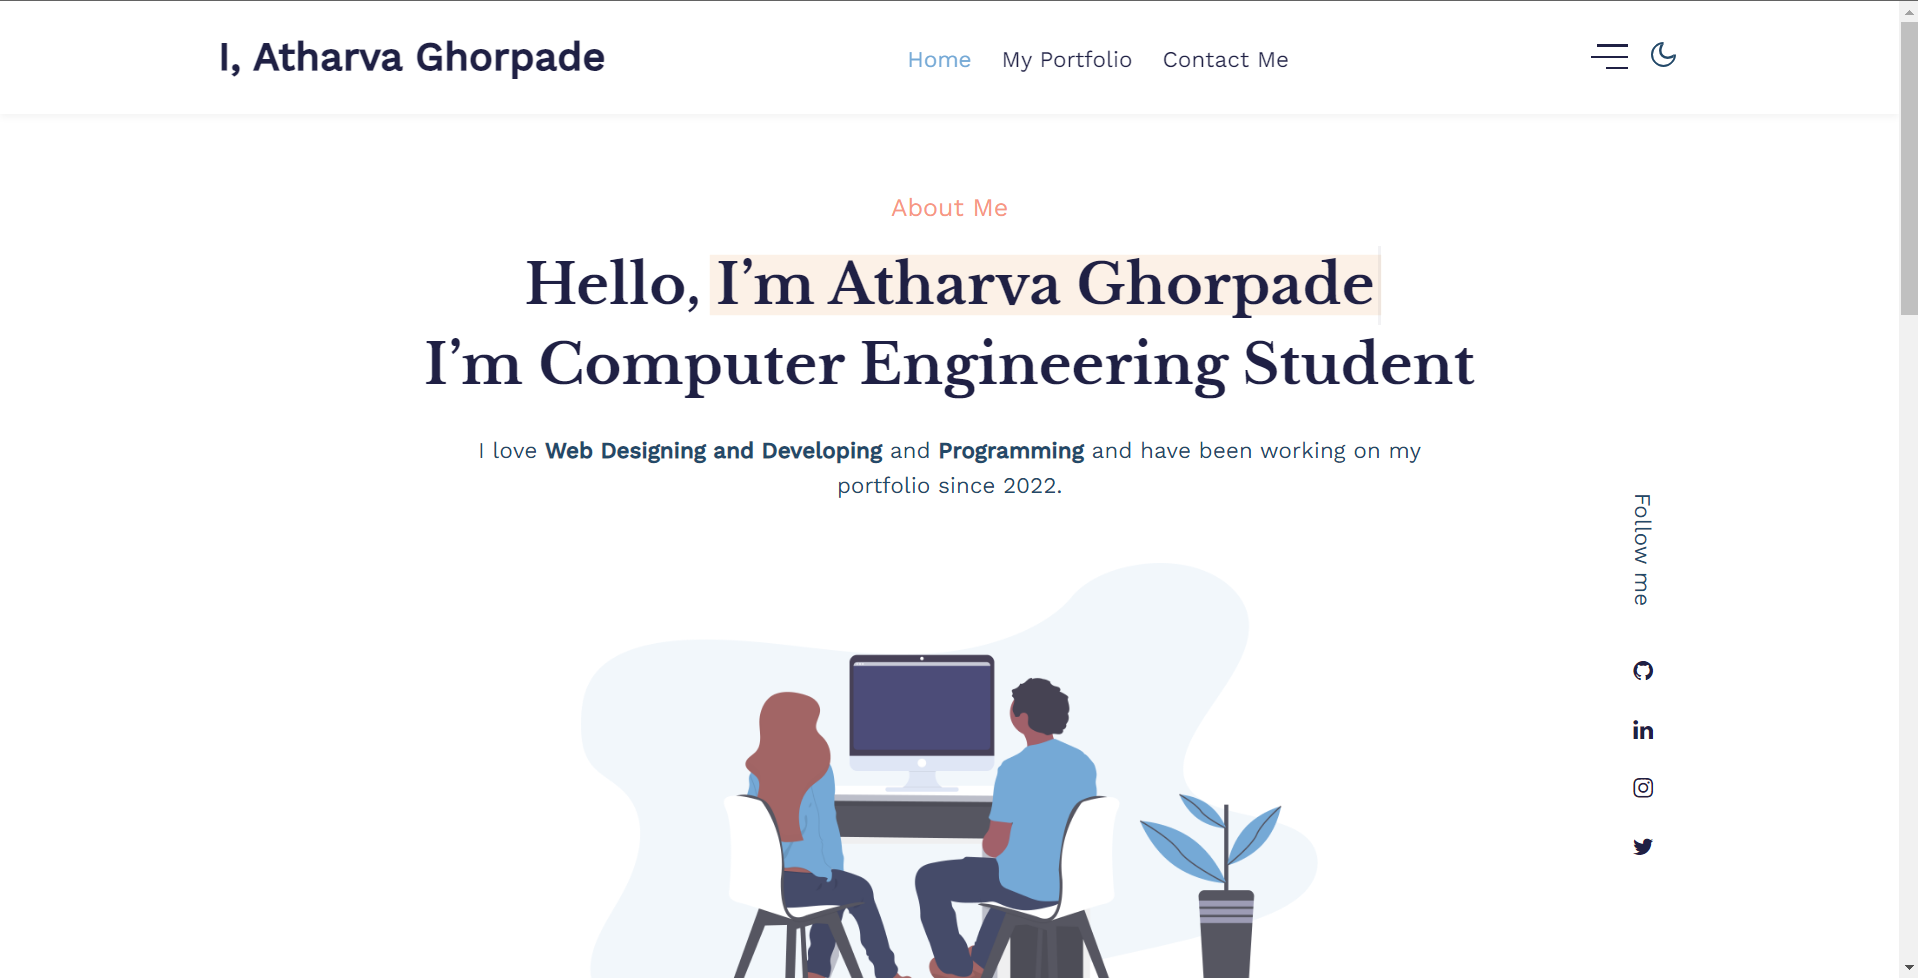 I, Atharva Ghorpade
Home
My Portfolio
Contact Me
About Me
Hello, I’m Atharva Ghorpade
I’m Computer Engineering Student
I love Web Designing and Developing and Programming and have been working on my
portfolio since 2022.
Follow me